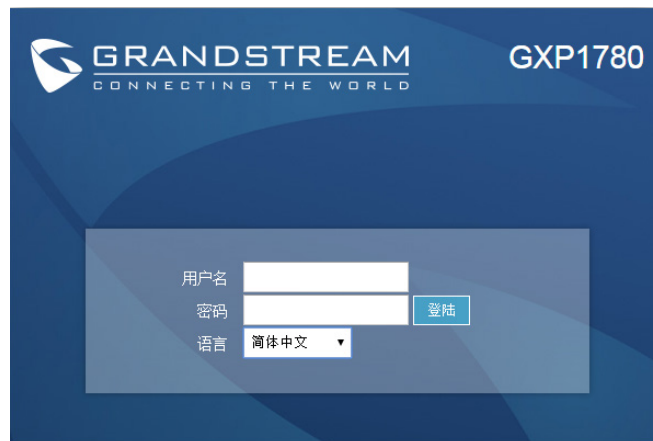 GRANDSTREAM
GXP1780
CONNECTING THE WORLD
用户名
密码 登陆
语言 简体中文